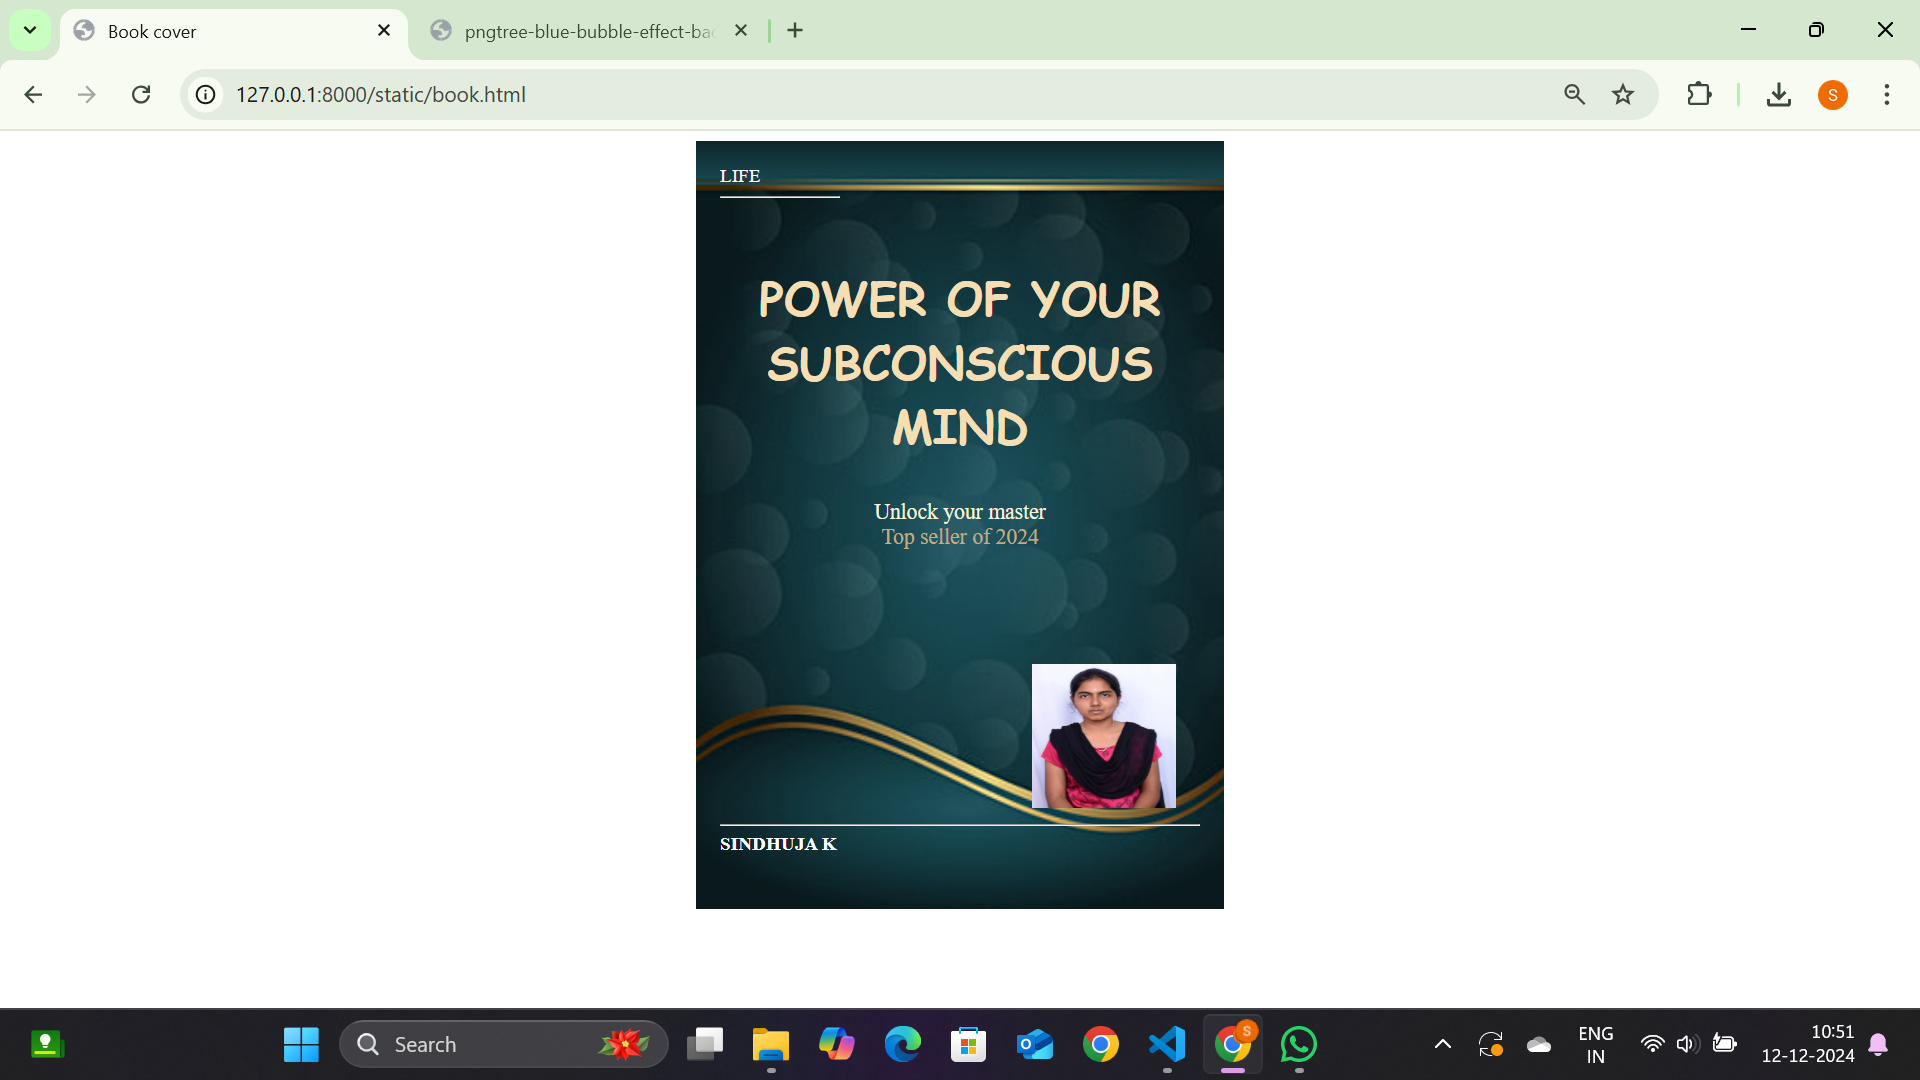 Book cover
pngtree-blue-bubble-effect-bac
127.0.0.1:8000/static/book.html
S
LIFE
POWER OF YOUR
SUBCONSCIOUS
MIND
Unlock your master
Top seller of 2024
SINDHUJA K
Search
S
ENG
IN
10:51
12-12-2024